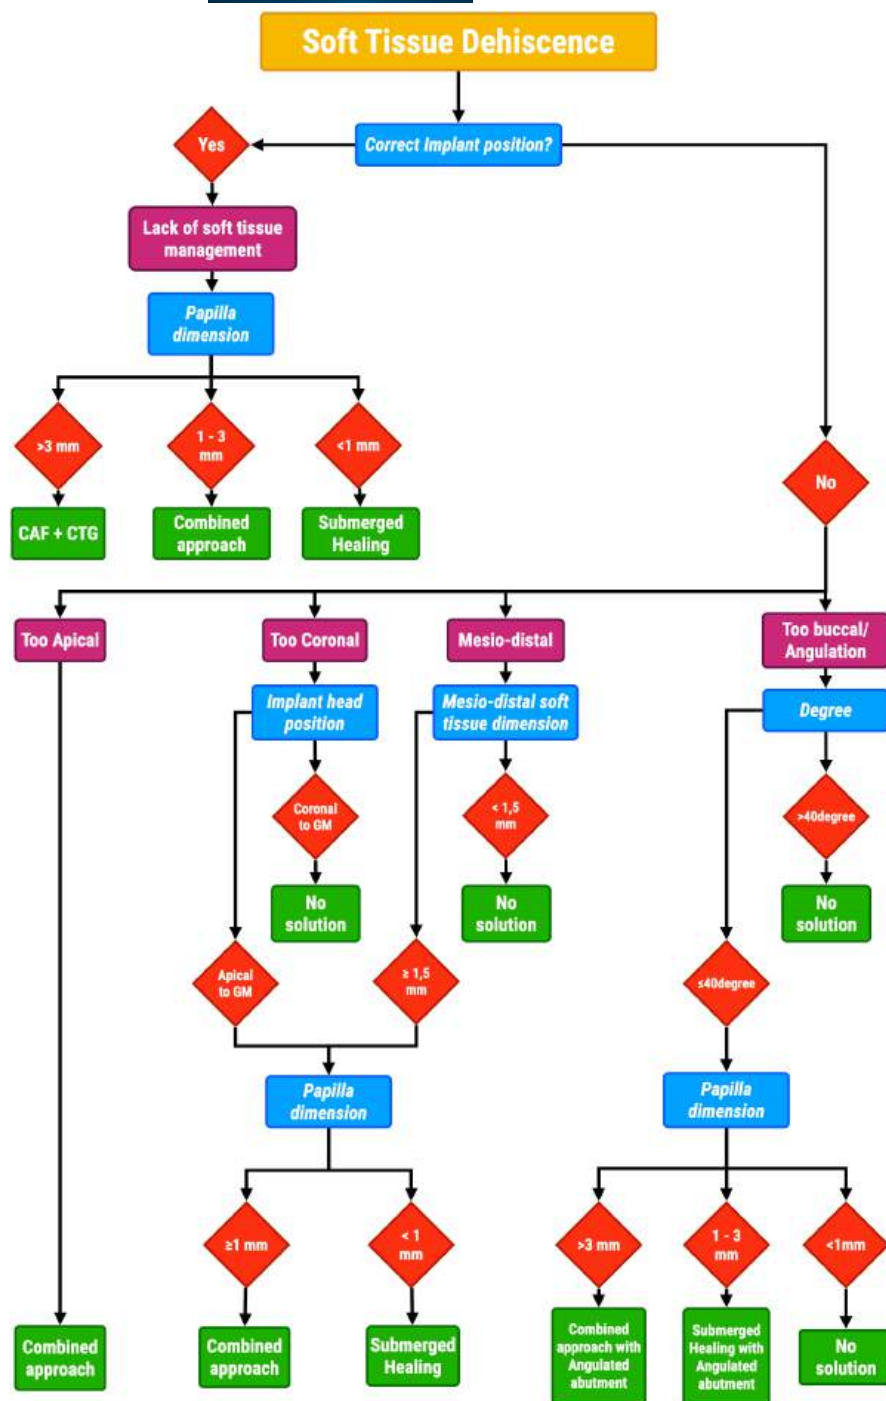 Soft Tissue Dehiscence
Correct Implant position?
Yes
Lack of soft tissue
management
Papilla
dimension
>3 mm
1 - 3
mm
<1 mm
No
CAF + CTG
Combined
approach
Submerged
Healing
Too Apical
Too Coronal
Mesio-distal
Too buccal/
Angulation
Implant head
position
Mesio-distal soft
tissue dimension
Degree
Coronal
to GM
< 1,5
mm
>40degree
No
solution
No
solution
No
solution
Apical
to GM
≥ 1,5
mm
≤40degree
Papilla
dimension
Papilla
dimension
≥1 mm
< 1
mm
>3 mm
1 - 3
mm
<1mm
Combined
approach
Combined
approach
Submerged
Healing
Combined
approach with
Angulated
abutment
Submerged
Healing with
Angulated
abutment
No
solution